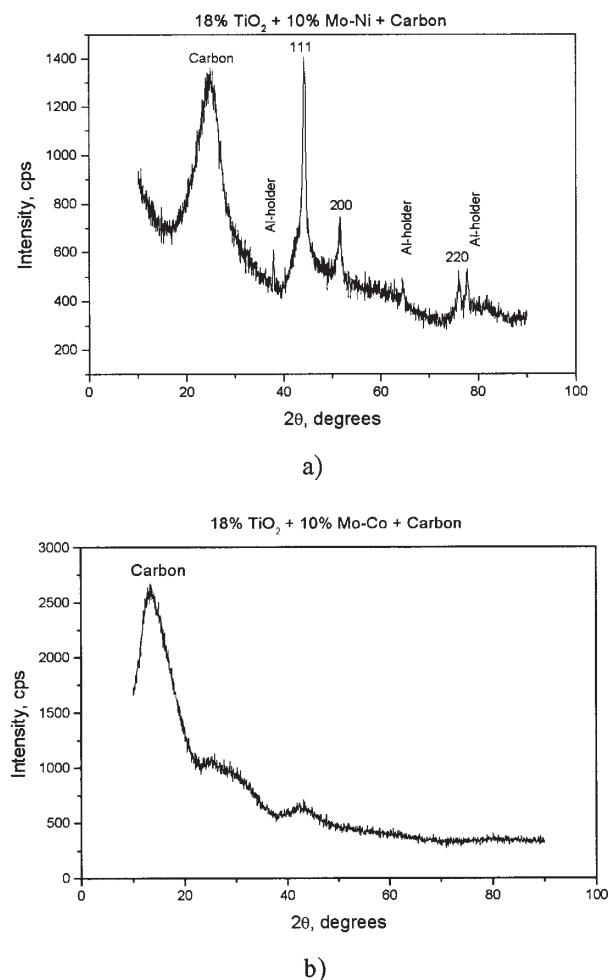 18% TiO₂ + 10% Mo-Ni + Carbon
111
Carbon
1400
1200
1000
800
600
400
200
Intensity, cps
Al-holder
200
Al-holder
220
Al-holder
0
20
40
60
80
100
2θ, degrees
a)
18% TiO₂ + 10% Mo-Co + Carbon
Carbon
3000
2500
2000
1500
1000
500
0
Intensity, cps
0
20
40
60
80
100
2θ, degrees
b)